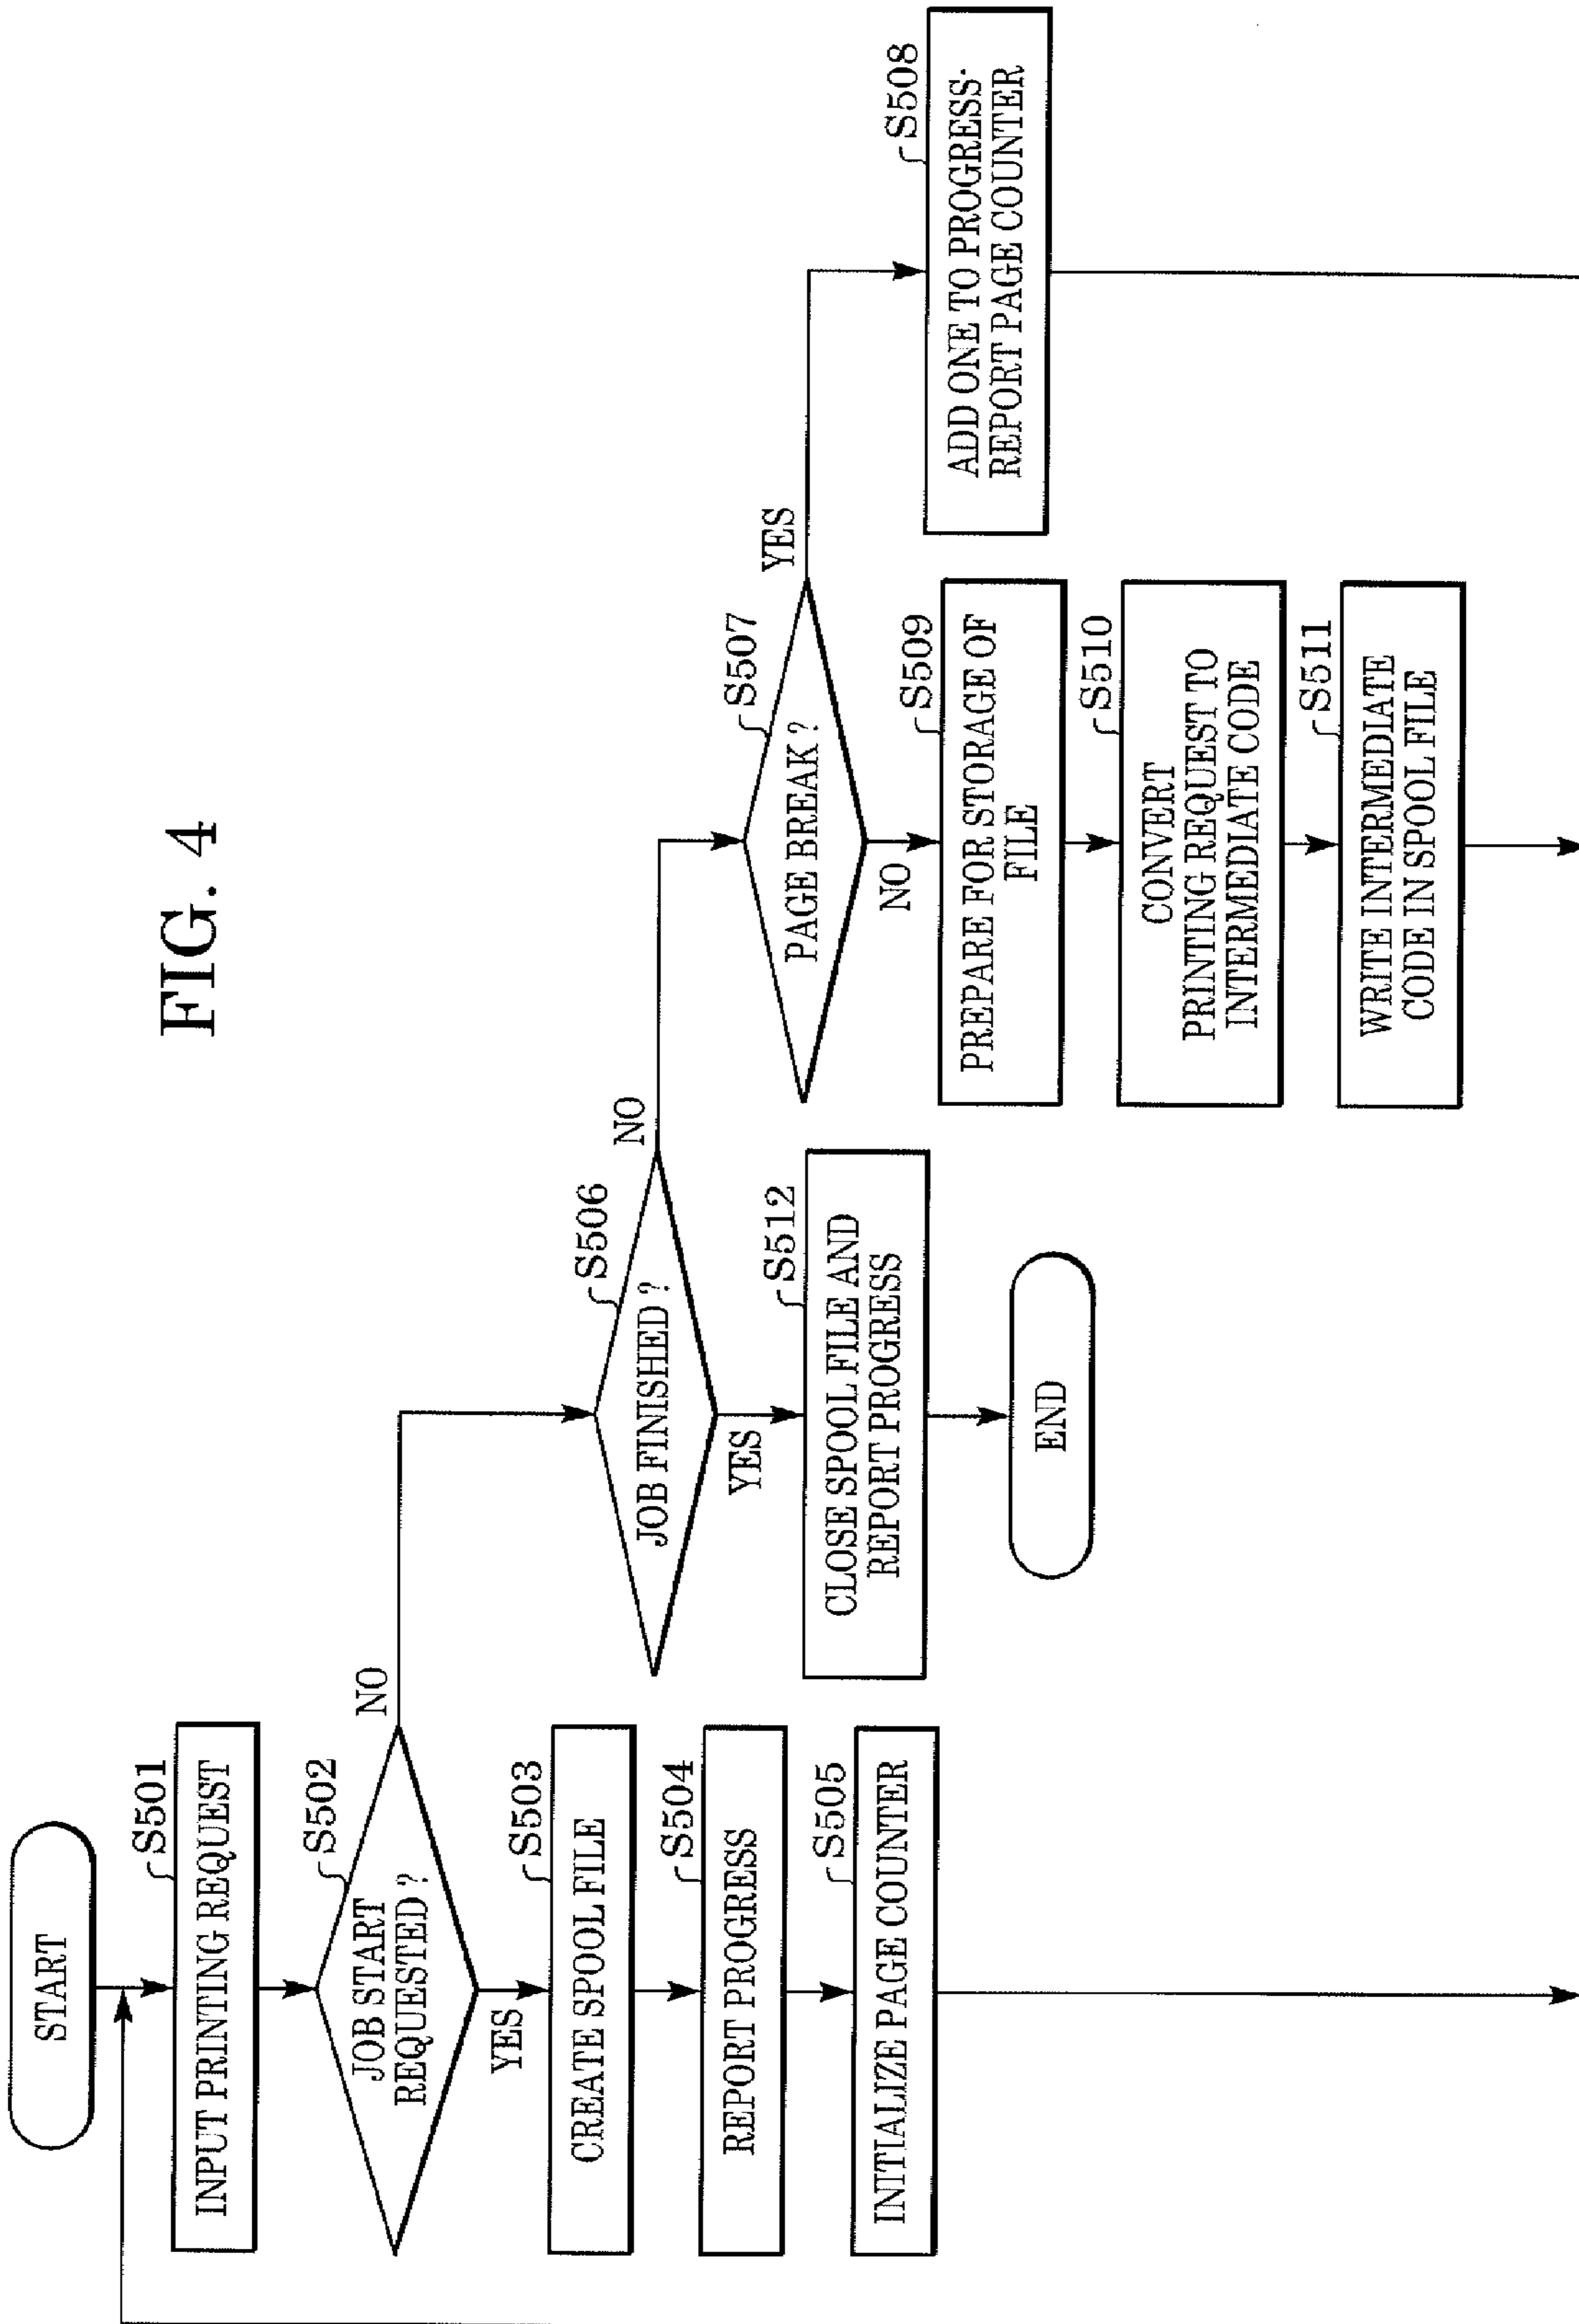 FIG. 4
START
S501
INPUT PRINTING REQUEST
S502
JOB START
REQUESTED ?
NO
YES
S503
CREATE SPOOL FILE
S504
REPORT PROGRESS
S505
INITIALIZE PAGE COUNTER
S506
JOB FINISHED ?
NO
YES
S512
CLOSE SPOOL FILE AND
REPORT PROGRESS
END
S507
PAGE BREAK ?
YES
NO
S509
PREPARE FOR STORAGE OF
FILE
S510
CONVERT
PRINTING REQUEST TO
INTERMEDIATE CODE
S511
WRITE INTERMEDIATE
CODE IN SPOOL FILE
S508
ADD ONE TO PROGRESS-
REPORT PAGE COUNTER